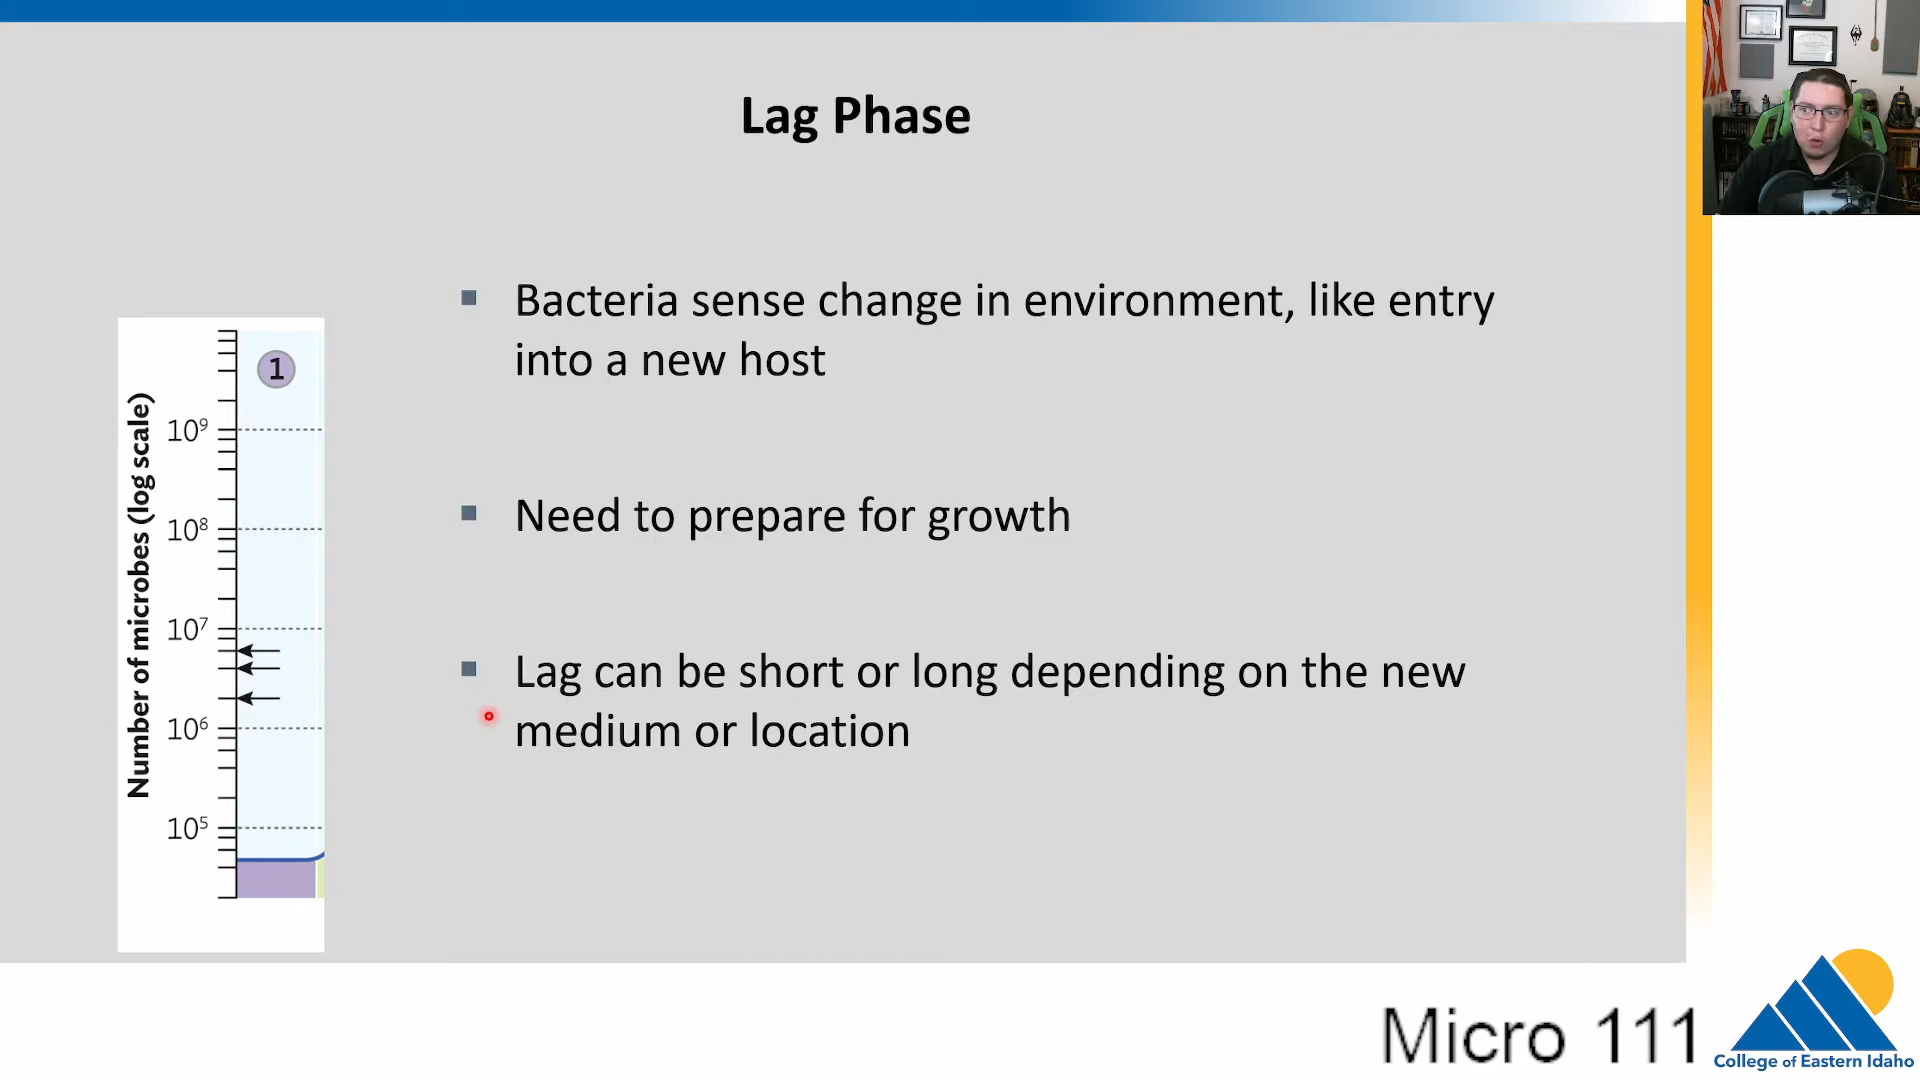 Lag Phase
Bacteria sense change in environment, like entry
into a new host
Need to prepare for growth
Lag can be short or long depending on the new
medium or location
Number of microbes (log scale)
1
10⁹
10⁸
10⁷
10⁶
10⁵
Micro 111
College of Eastern Idaho